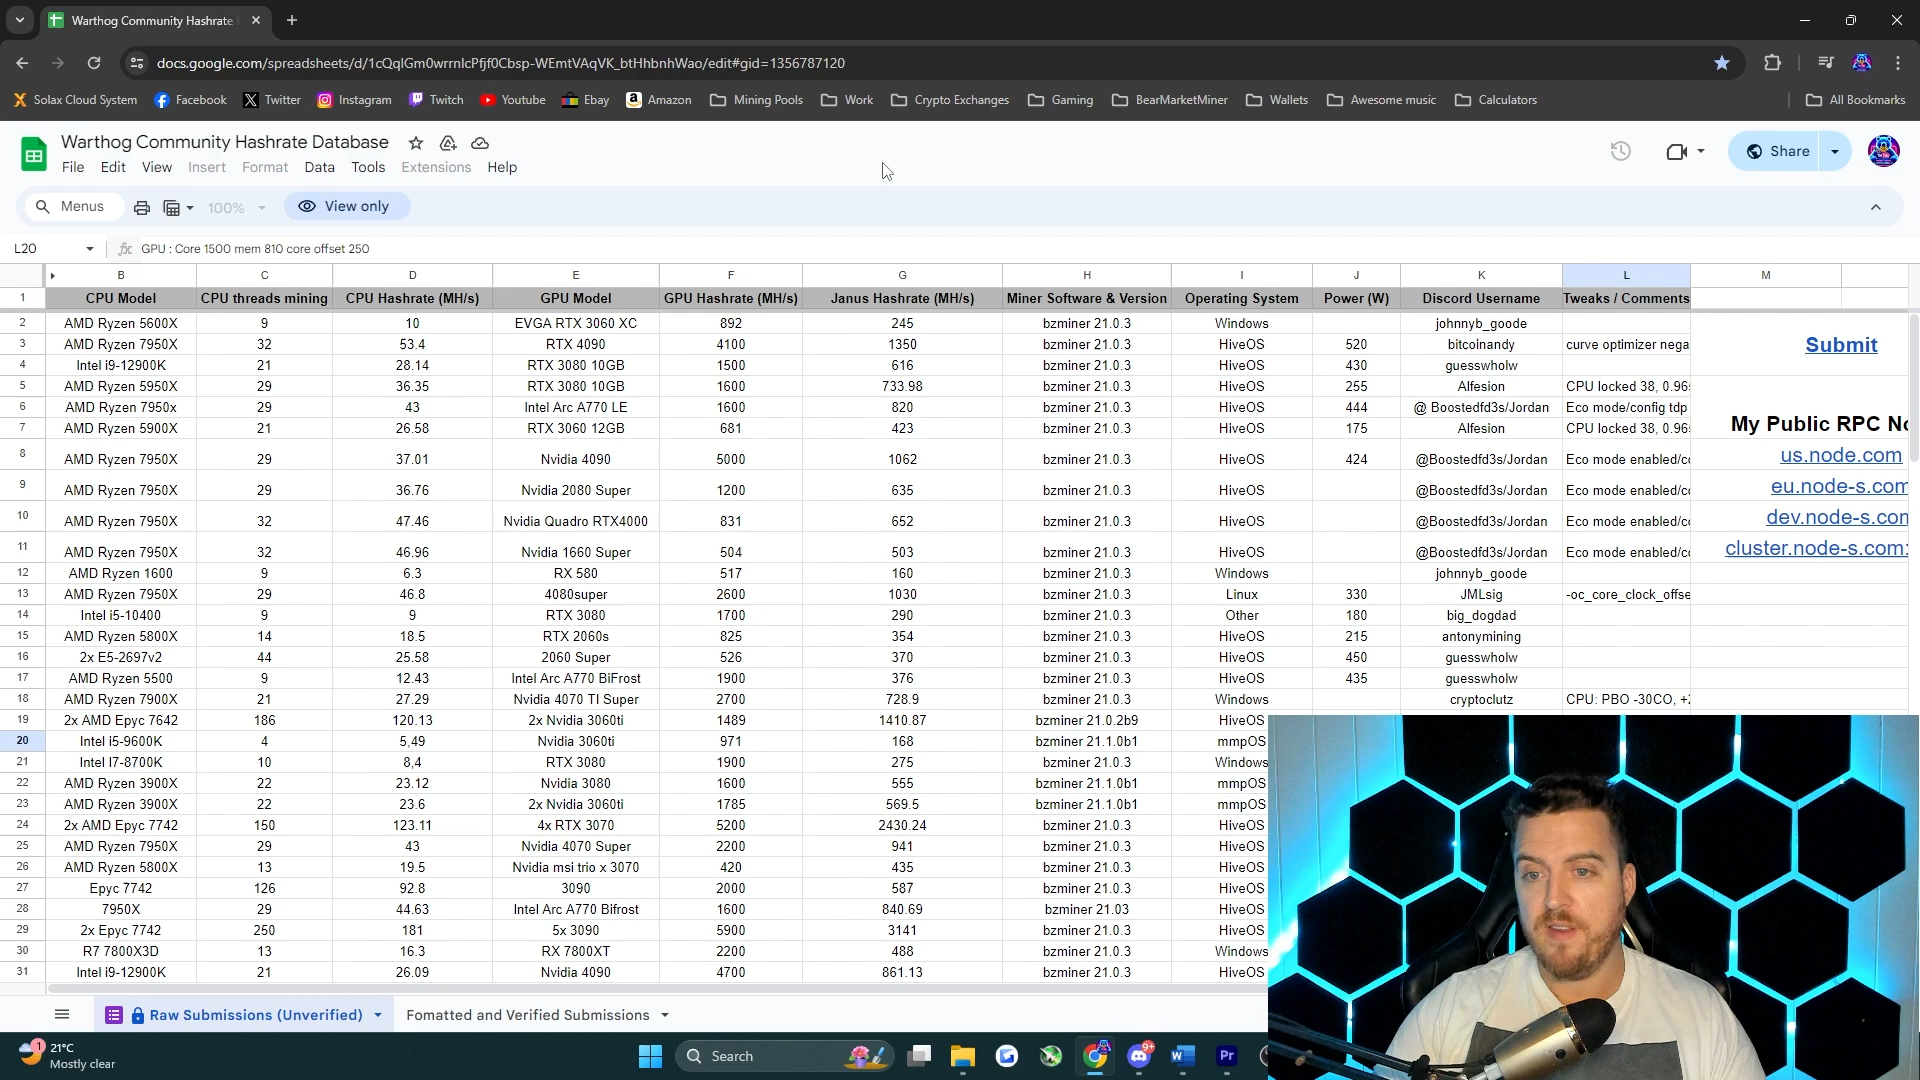 Warthog Community Hashrate
docs.google.com/spreadsheets/d/1cQqlGm0wrrnIcPfjf0Cbsp-WEmtVAqVK_btHhbnhWao/edit#gid=1356787120
Solax Cloud System Facebook Twitter Instagram Twitch Youtube Ebay Amazon Mining Pools Work Crypto Exchanges Gaming BearMarketMiner Wallets Awesome music Calculators All Bookmarks
Warthog Community Hashrate Database
File Edit View Insert Format Data Tools Extensions Help
Share
Menus 100% View only
L20 fx GPU : Core 1500 mem 810 core offset 250
B C D E F G H I J K L M
1 CPU Model CPU threads mining CPU Hashrate (MH/s) GPU Model GPU Hashrate (MH/s) Janus Hashrate (MH/s) Miner Software & Version Operating System Power (W) Discord Username Tweaks / Comments
2 AMD Ryzen 5600X 9 10 EVGA RTX 3060 XC 892 245 bzminer 21.0.3 Windows johnnyb_goode
3 AMD Ryzen 7950X 32 53.4 RTX 4090 4100 1350 bzminer 21.0.3 HiveOS 520 bitcoinandy curve optimizer nega
Submit
4 Intel i9-12900K 21 28.14 RTX 3080 10GB 1500 616 bzminer 21.0.3 HiveOS 430 guesswholw
5 AMD Ryzen 5950X 29 36.35 RTX 3080 10GB 1600 733.98 bzminer 21.0.3 HiveOS 255 Alfesion CPU locked 38, 0.96
6 AMD Ryzen 7950x 29 43 Intel Arc A770 LE 1600 820 bzminer 21.0.3 HiveOS 444 @ Boostedfd3s/Jordan Eco mode/config tdp
7 AMD Ryzen 5900X 21 26.58 RTX 3060 12GB 681 423 bzminer 21.0.3 HiveOS 175 Alfesion CPU locked 38, 0.96
My Public RPC No
8 AMD Ryzen 7950X 29 37.01 Nvidia 4090 5000 1062 bzminer 21.0.3 HiveOS 424 @Boostedfd3s/Jordan Eco mode enabled/c
us.node.com
9 AMD Ryzen 7950X 29 36.76 Nvidia 2080 Super 1200 635 bzminer 21.0.3 HiveOS @Boostedfd3s/Jordan Eco mode enabled/c
eu.node-s.com
10 AMD Ryzen 7950X 32 47.46 Nvidia Quadro RTX4000 831 652 bzminer 21.0.3 HiveOS @Boostedfd3s/Jordan Eco mode enabled/c
dev.node-s.com
11 AMD Ryzen 7950X 32 46.96 Nvidia 1660 Super 504 503 bzminer 21.0.3 HiveOS @Boostedfd3s/Jordan Eco mode enabled/c
cluster.node-s.com:
12 AMD Ryzen 1600 9 6.3 RX 580 517 160 bzminer 21.0.3 Windows johnnyb_goode
13 AMD Ryzen 7950X 29 46.8 4080super 2600 1030 bzminer 21.0.3 Linux 330 JMLsig -oc_core_clock_offse
14 Intel i5-10400 9 9 RTX 3080 1700 290 bzminer 21.0.3 Other 180 big_dogdad
15 AMD Ryzen 5800X 14 18.5 RTX 2060s 825 354 bzminer 21.0.3 HiveOS 215 antonymining
16 2x E5-2697v2 44 25.58 2060 Super 526 370 bzminer 21.0.3 HiveOS 450 guesswholw
17 AMD Ryzen 5500 9 12.43 Intel Arc A770 BiFrost 1900 376 bzminer 21.0.3 HiveOS 435 guesswholw
18 AMD Ryzen 7900X 21 27.29 Nvidia 4070 TI Super 2700 728.9 bzminer 21.0.3 Windows cryptoclutz CPU: PBO -30CO, +
19 2x AMD Epyc 7642 186 120.13 2x Nvidia 3060ti 1489 1410.87 bzminer 21.0.2b9 HiveOS
20 Intel i5-9600K 4 5,49 Nvidia 3060ti 971 168 bzminer 21.1.0b1 mmpOS
21 Intel I7-8700K 10 8,4 RTX 3080 1900 275 bzminer 21.0.3 Windows
22 AMD Ryzen 3900X 22 23.12 Nvidia 3080 1600 555 bzminer 21.1.0b1 mmpOS
23 AMD Ryzen 3900X 22 23.6 2x Nvidia 3060ti 1785 569.5 bzminer 21.1.0b1 mmpOS
24 2x AMD Epyc 7742 150 123.11 4x RTX 3070 5200 2430.24 bzminer 21.0.3 HiveOS
25 AMD Ryzen 7950X 29 43 Nvidia 4070 Super 2200 941 bzminer 21.0.3 HiveOS
26 AMD Ryzen 5800X 13 19.5 Nvidia msi trio x 3070 420 435 bzminer 21.0.3 HiveOS
27 Epyc 7742 126 92.8 3090 2000 587 bzminer 21.0.3 HiveOS
28 7950X 29 44.63 Intel Arc A770 Bifrost 1600 840.69 bzminer 21.03 HiveOS
29 2x Epyc 7742 250 181 5x 3090 5900 3141 bzminer 21.0.3 HiveOS
30 R7 7800X3D 13 16.3 RX 7800XT 2200 488 bzminer 21.0.3 Windows
31 Intel i9-12900K 21 26.09 Nvidia 4090 4700 861.13 bzminer 21.0.3 HiveOS
Raw Submissions (Unverified) Fomatted and Verified Submissions
1 21°C
Mostly clear
Search 9+ W Pr